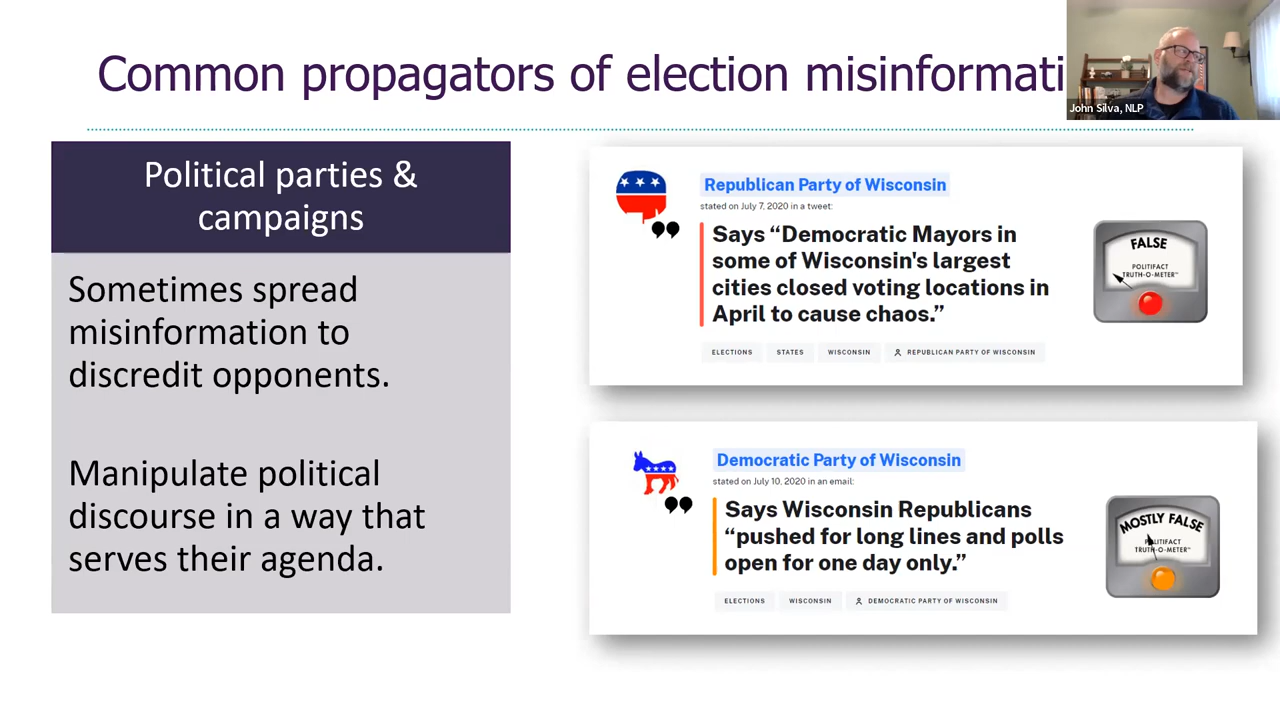 Common propagators of election misinformati
John Silva, NLP
Political parties &
campaigns
Sometimes spread
misinformation to
discredit opponents.
Manipulate political
discourse in a way that
serves their agenda.
Republican Party of Wisconsin
stated on July 7, 2020 in a tweet:
Says “Democratic Mayors in
some of Wisconsin's largest
cities closed voting locations in
April to cause chaos.”
ELECTIONS STATES WISCONSIN REPUBLICAN PARTY OF WISCONSIN
FALSE
POLITIFACT
TRUTH-O-METER™
Democratic Party of Wisconsin
stated on July 10, 2020 in an email:
Says Wisconsin Republicans
“pushed for long lines and polls
open for one day only.”
ELECTIONS WISCONSIN DEMOCRATIC PARTY OF WISCONSIN
MOSTLY FALSE
POLITIFACT
TRUTH-O-METER™